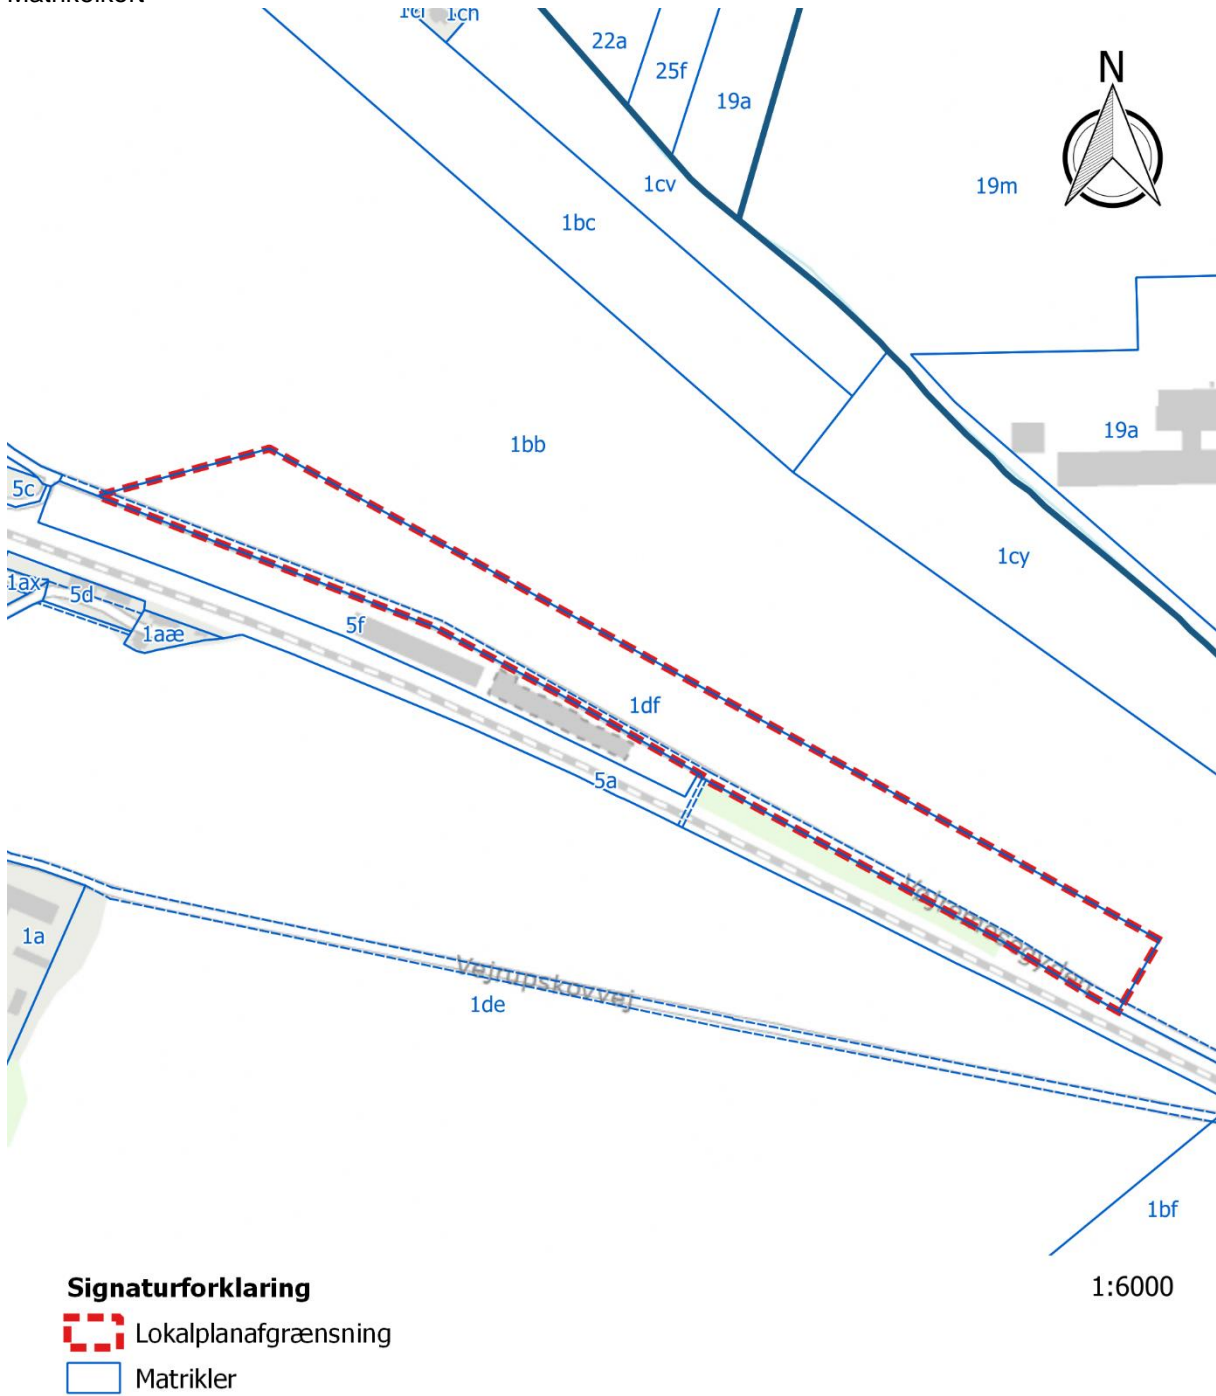 1cn
22a
25f
19a
N
1cv
19m
1bc
1bb
19a
5c
1cy
1ax
5d
1aæ
5f
1df
5a
1a
Vejrupskovvej
1de
1bf
Signaturforklaring
1:6000
Lokalplanafgrænsning
Matrikler